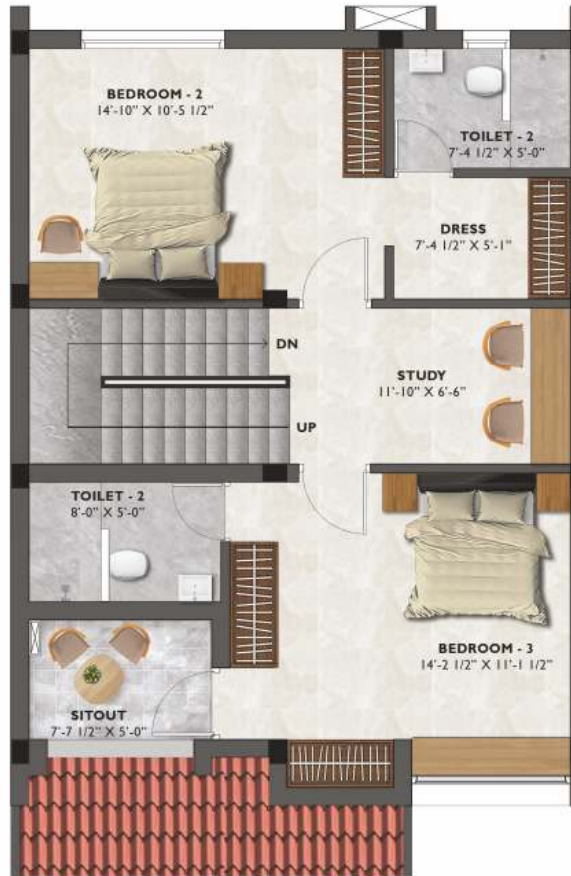 BEDROOM - 2
14'-10" X 10'-5 1/2"
TOILET - 2
7'-4 1/2" X 5'-0"
DRESS
7'-4 1/2" X 5'-1"
DN
STUDY
11'-10" X 6'-6"
UP
TOILET - 2
8'-0" X 5'-0"
BEDROOM - 3
14'-2 1/2" X 11'-1 1/2"
SITOUT
7'-7 1/2" X 5'-0"